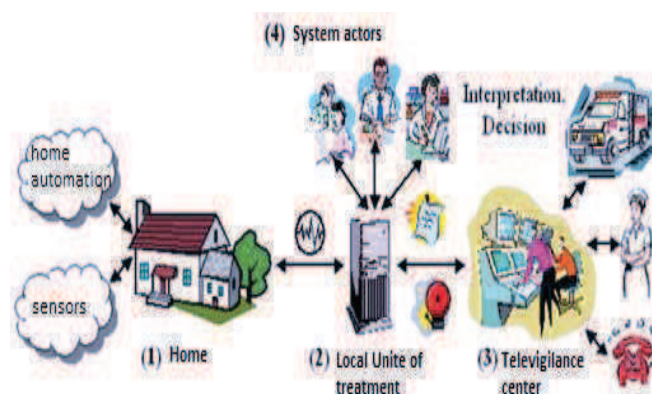 (4) System actors
Interpretation,
Decision
home
automation
sensors
(1) Home
(2) Local Unite of
treatment
(3) Televigilance
center